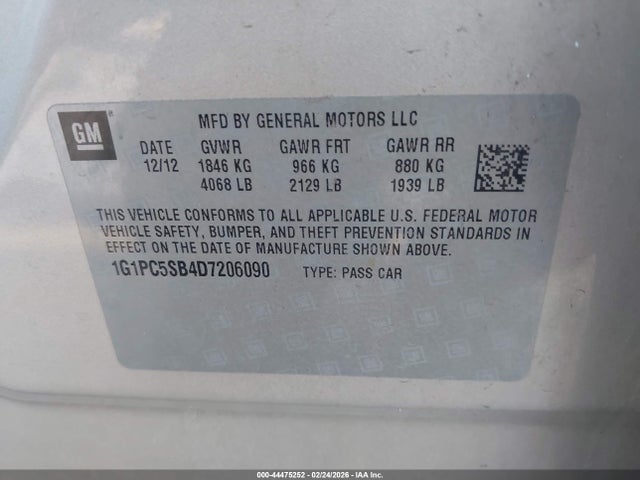 GM
MFD BY GENERAL MOTORS LLC
DATE GVWR GAWR FRT GAWR RR
12/12 1846 KG 966 KG 880 KG
4068 LB 2129 LB 1939 LB
THIS VEHICLE CONFORMS TO ALL APPLICABLE U.S. FEDERAL MOTOR
VEHICLE SAFETY, BUMPER, AND THEFT PREVENTION STANDARDS IN
EFFECT ON THE DATE OF MANUFACTURE SHOWN ABOVE.
1G1PC5SB4D7206090 TYPE: PASS CAR
000-44475252 - 02/24/2026 - IAA Inc.